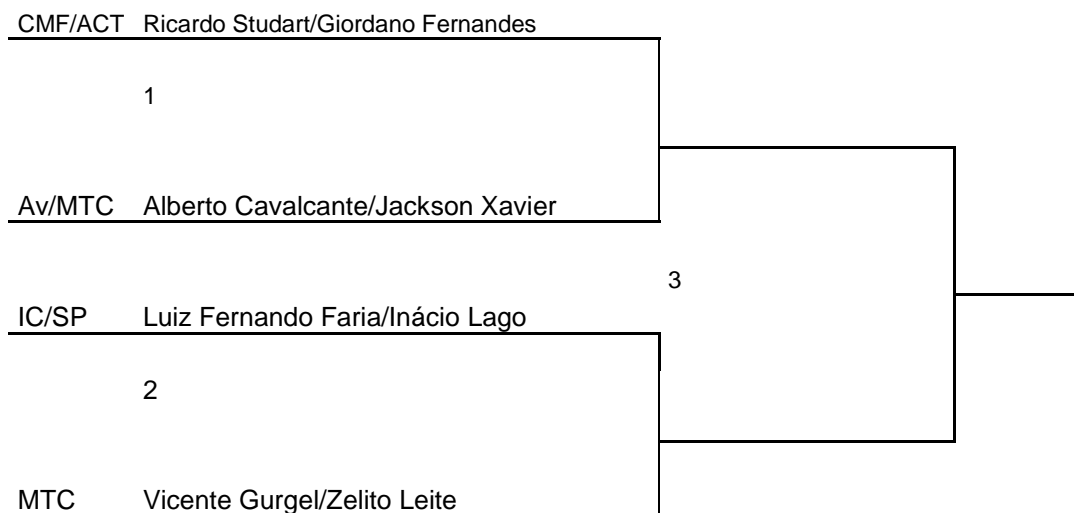 CMF/ACT Ricardo Studart/Giordano Fernandes
1
Av/MTC Alberto Cavalcante/Jackson Xavier
3
IC/SP Luiz Fernando Faria/Inácio Lago
2
MTC Vicente Gurgel/Zelito Leite